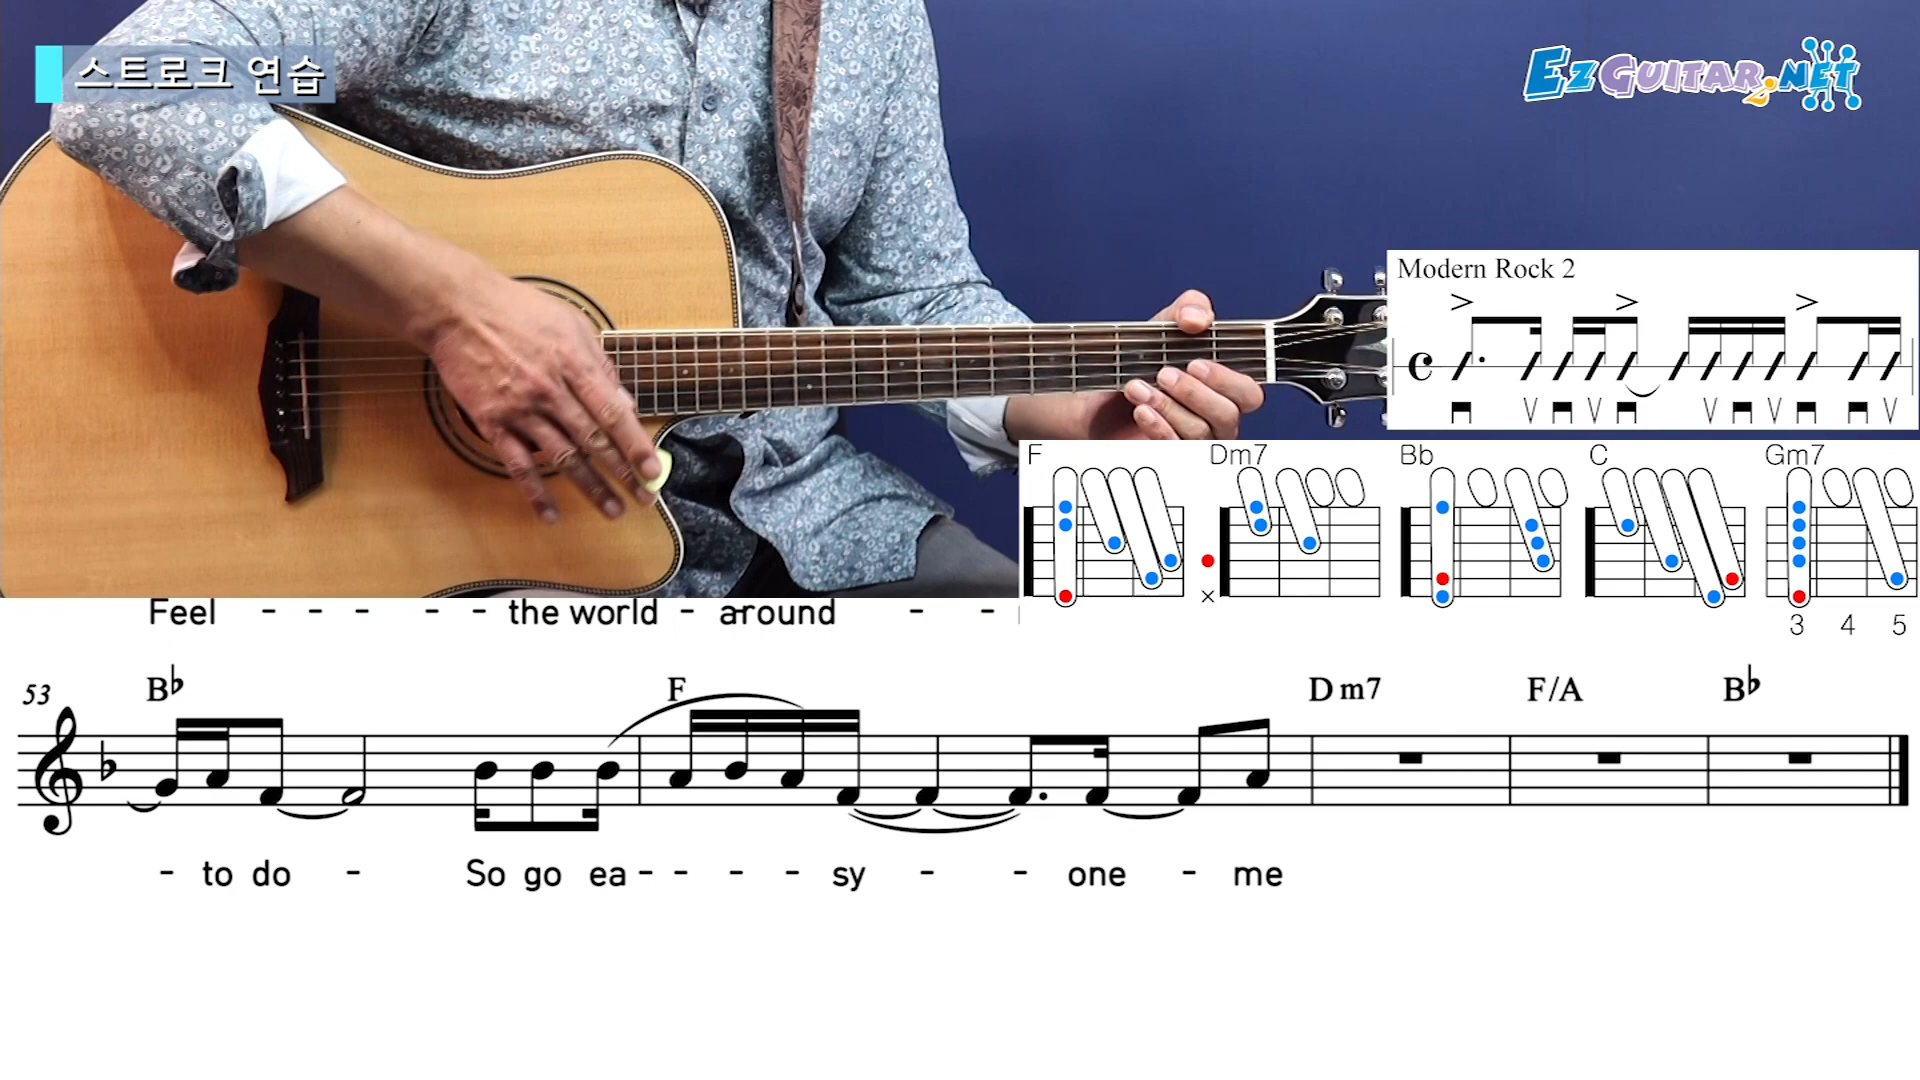 스트로크 연습
EzGUITAR2.NET
Modern Rock 2
F Dm7 Bb C Gm7
×
3 4 5
Feel - - - - - the world - around - -
53
B♭ F Dm7 F/A B♭
- to do - So go ea - - - - sy - - one - me